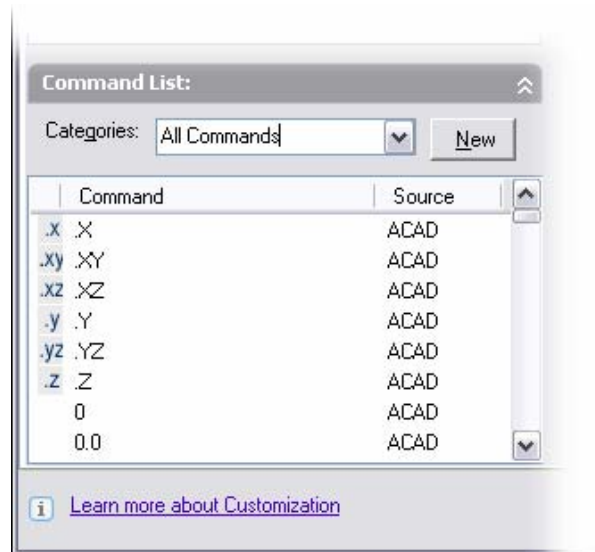 Command List:
Categories: All Commands New
Command Source
.x .X ACAD
.xy .XY ACAD
.xz .XZ ACAD
.y .Y ACAD
.yz .YZ ACAD
.z .Z ACAD
0 ACAD
0.0 ACAD
i Learn more about Customization